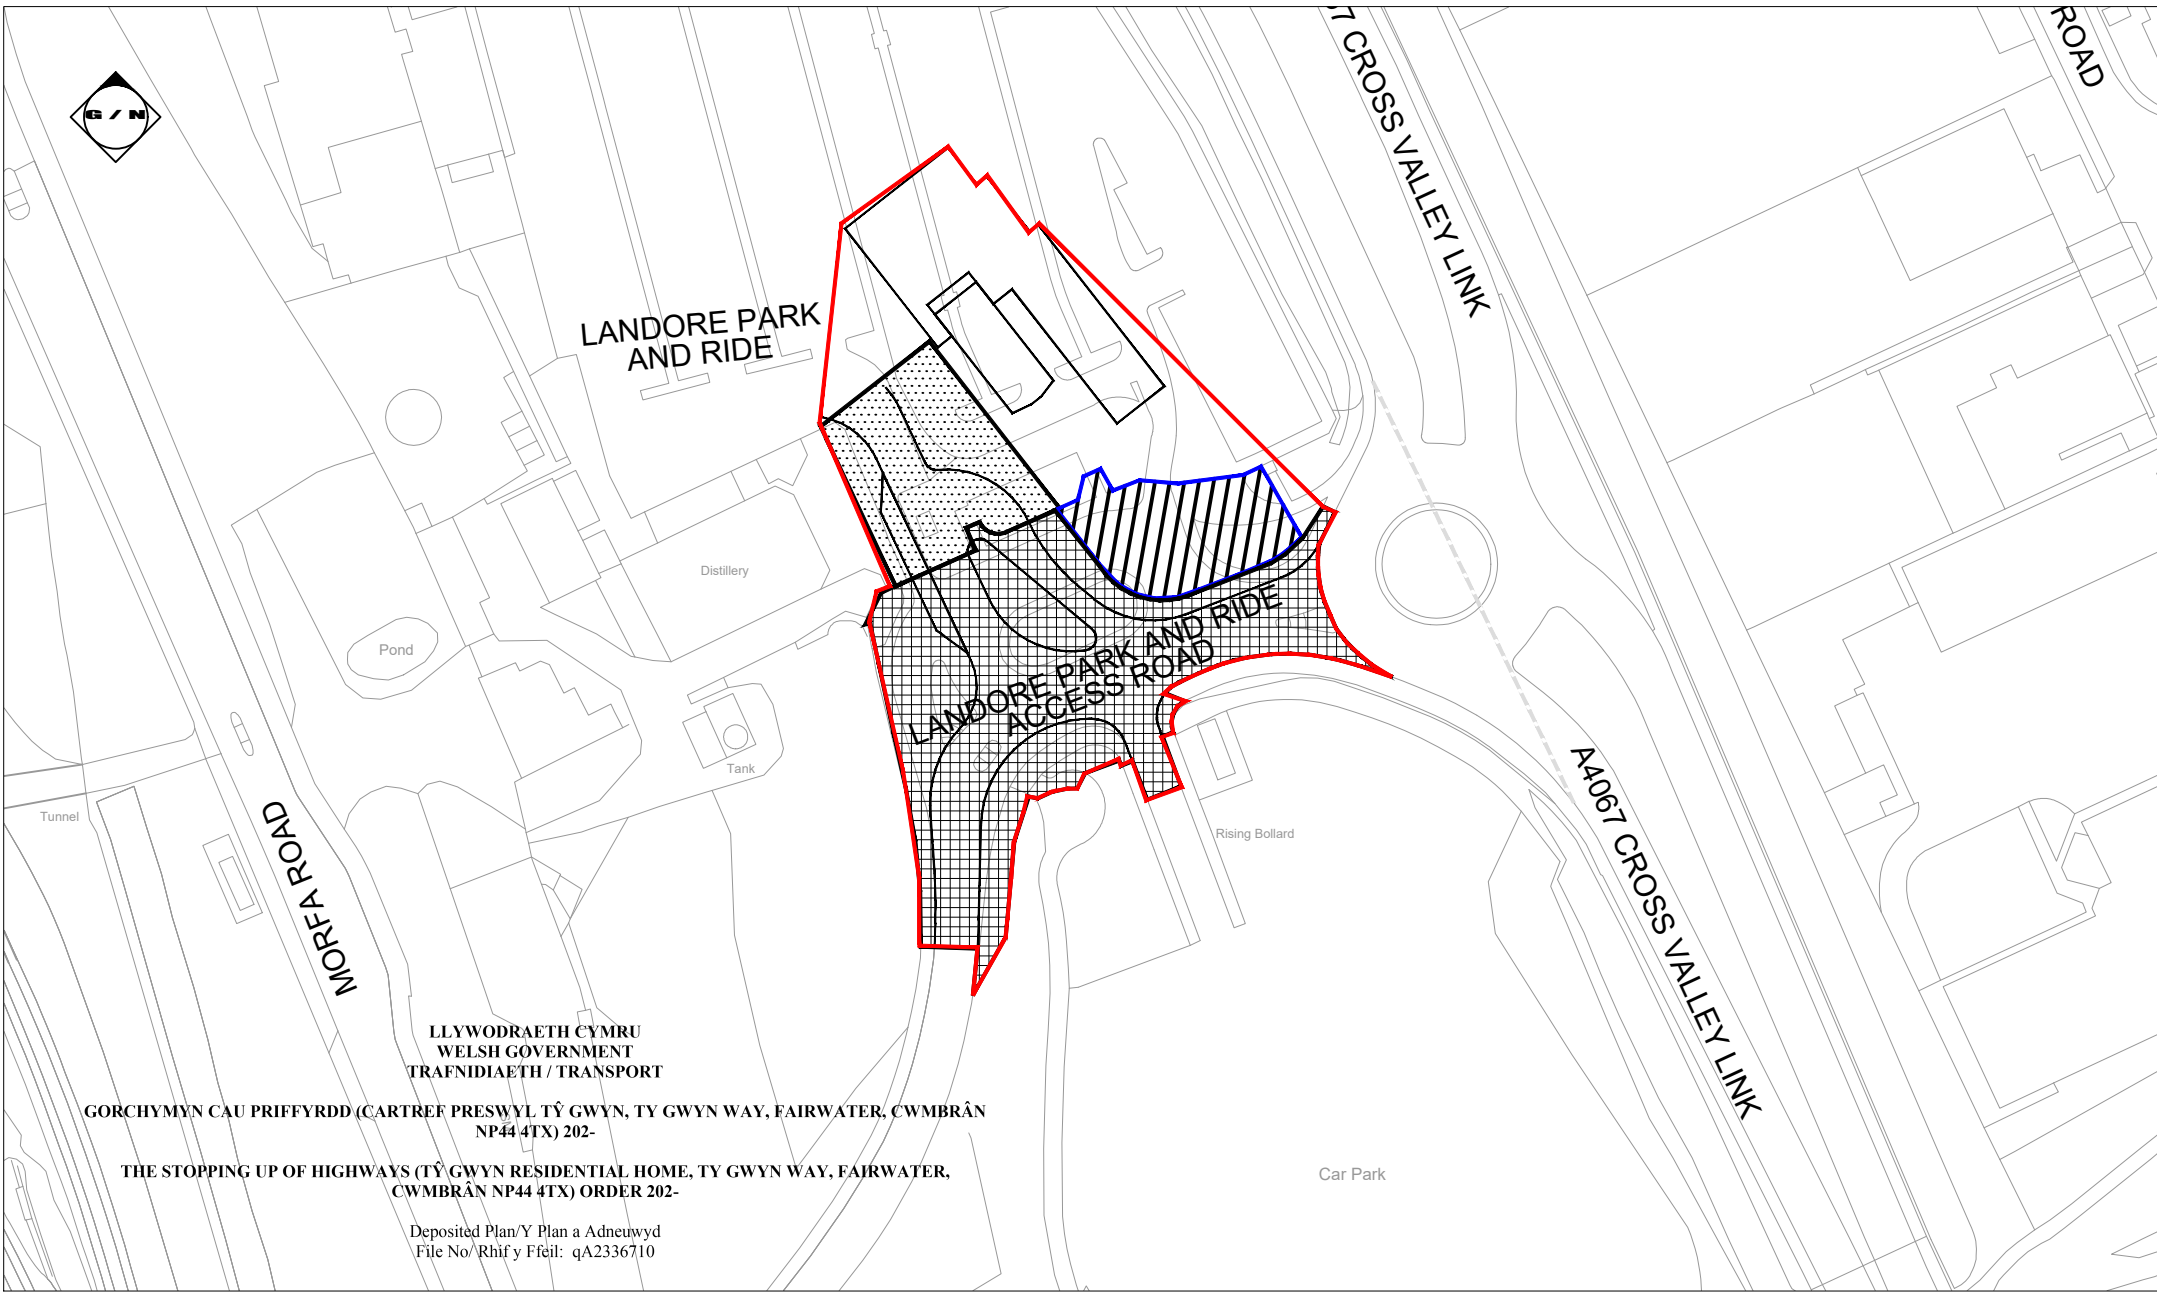 G / N
67 CROSS VALLEY LINK
ROAD
LANDORE PARK
AND RIDE
Distillery
Pond
LANDORE PARK AND RIDE
ACCESS ROAD
Tank
Tunnel
MORFA ROAD
Rising Bollard
A4067 CROSS VALLEY LINK
Car Park
LLYWODRAETH CYMRU
WELSH GOVERNMENT
TRAFNIDIAETH / TRANSPORT
GORCHYMYN CAU PRIFFYRDD (CARTREF PRESWYL TŶ GWYN, TY GWYN WAY, FAIRWATER, CWMBRÂN
NP44 4TX) 202-
THE STOPPING UP OF HIGHWAYS (TŶ GWYN RESIDENTIAL HOME, TY GWYN WAY, FAIRWATER,
CWMBRÂN NP44 4TX) ORDER 202-
Deposited Plan/Y Plan a Adneuwyd
File No/ Rhif y Ffeil: qA2336710